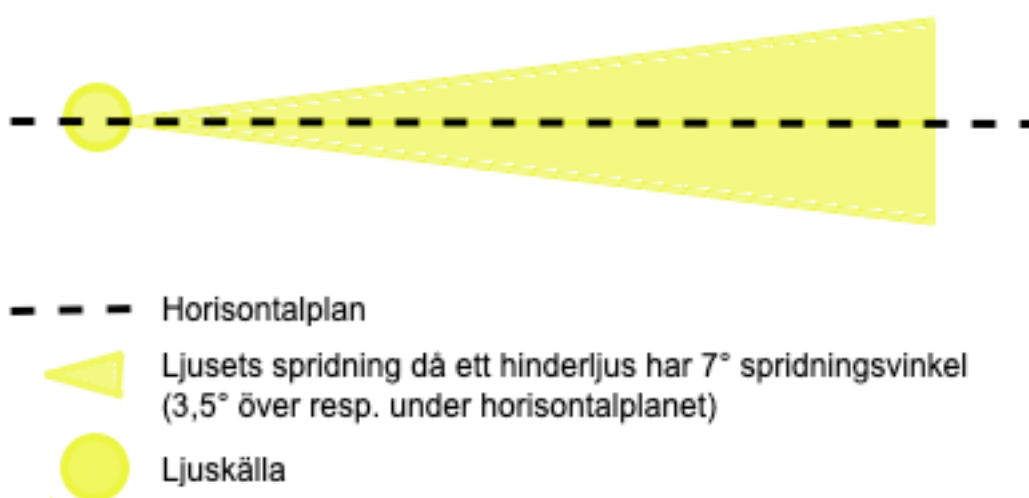 Horisontalplan
Ljusets spridning då ett hinderljus har 7° spridningsvinkel
(3,5° över resp. under horisontalplanet)
Ljuskälla